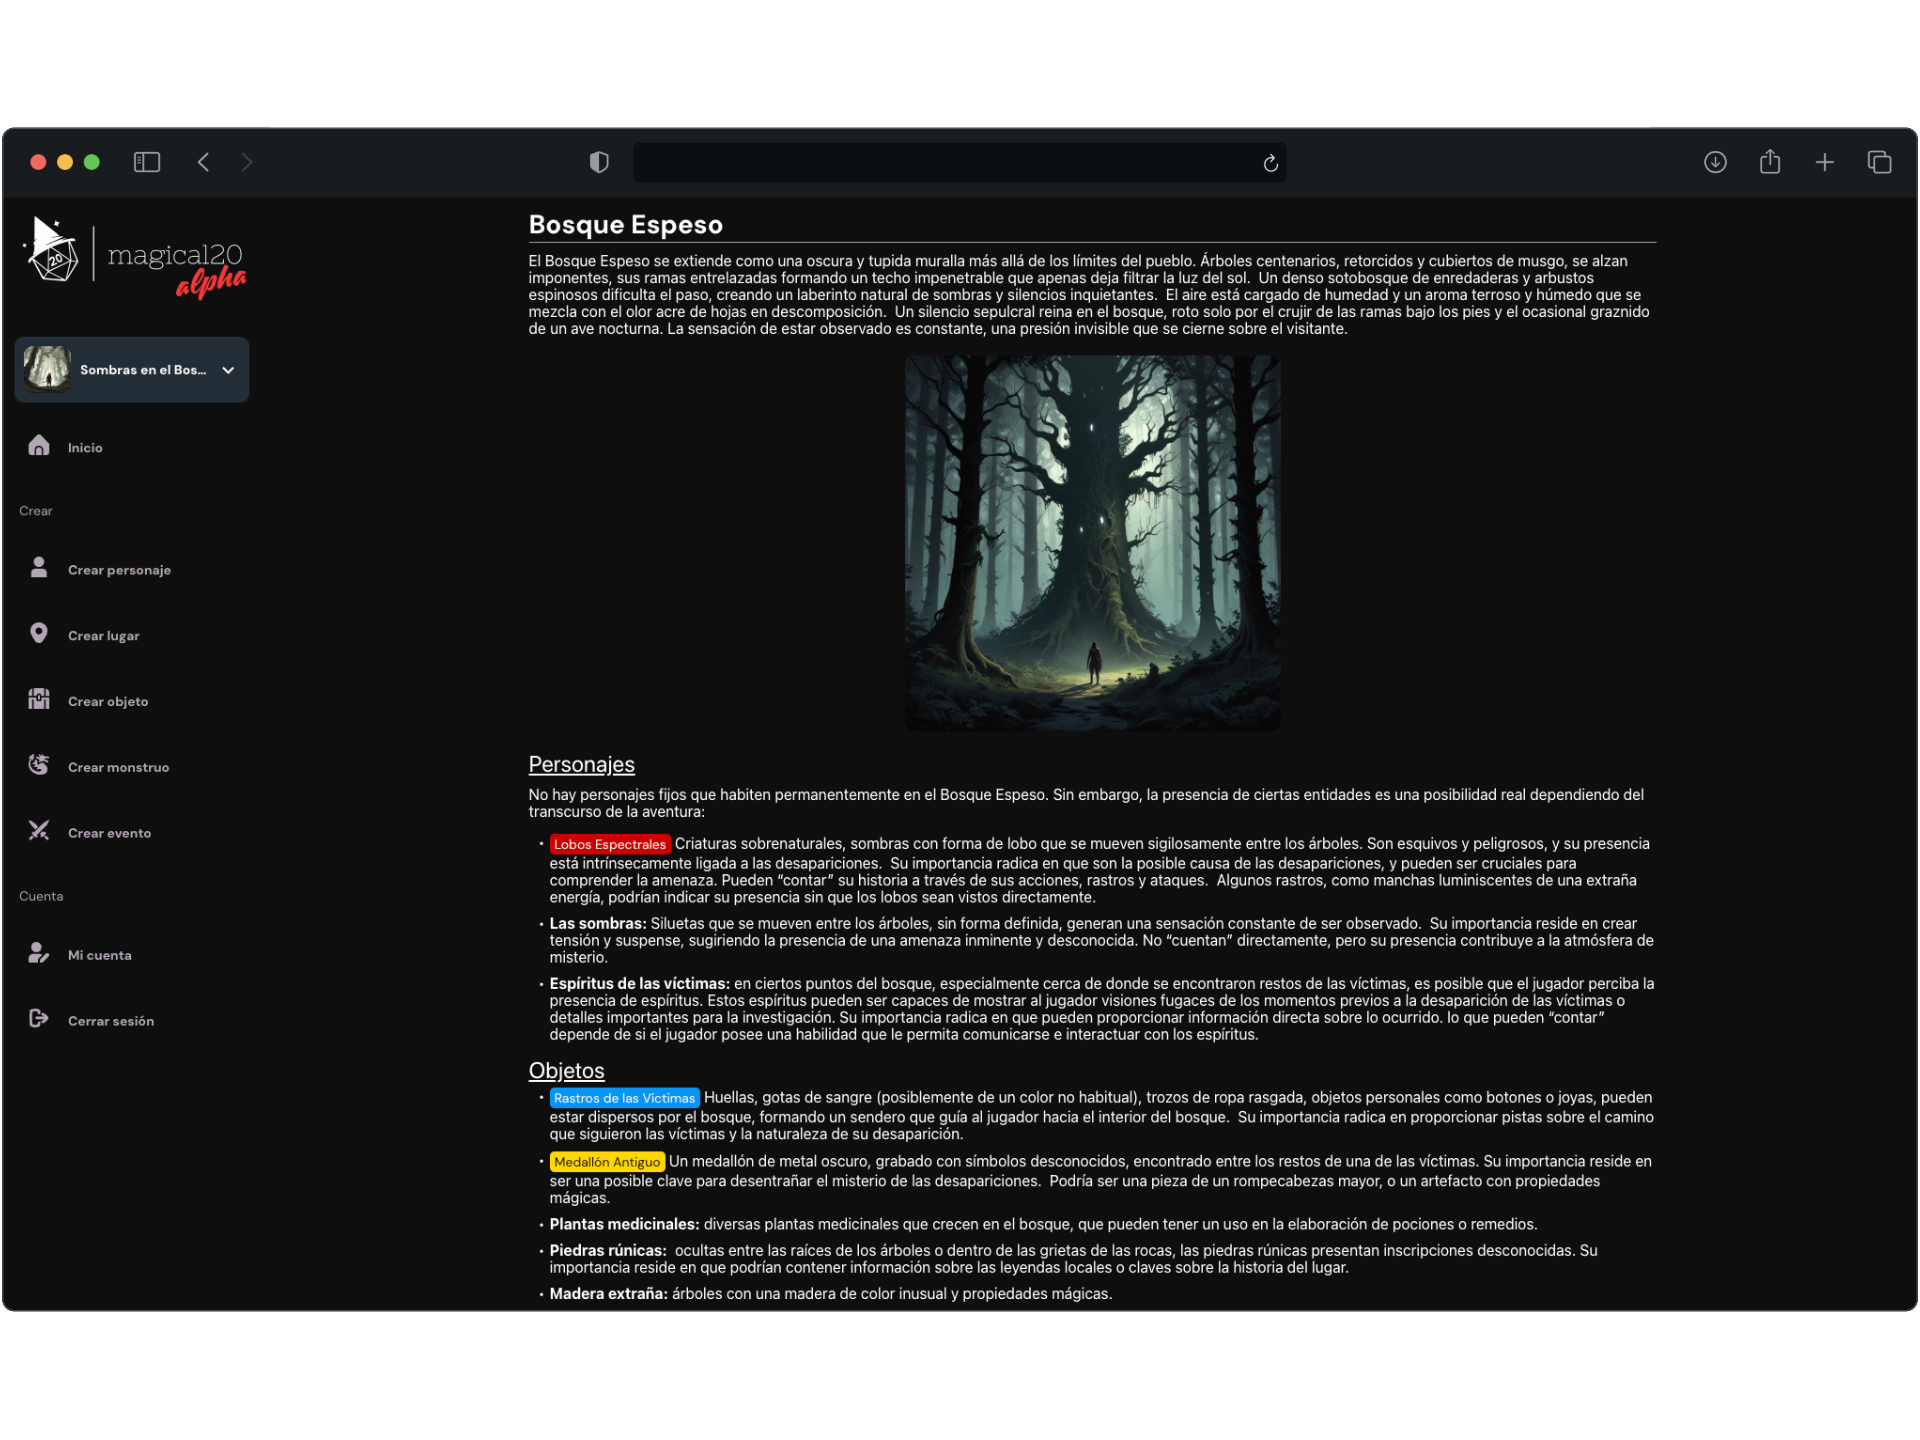 20
magical20
alpha
Sombras en el Bos...
Inicio
Crear
Crear personaje
Crear lugar
Crear objeto
Crear monstruo
Crear evento
Cuenta
Mi cuenta
Cerrar sesión
Bosque Espeso
El Bosque Espeso se extiende como una oscura y tupida muralla más allá de los límites del pueblo. Árboles centenarios, retorcidos y cubiertos de musgo, se alzan
imponentes, sus ramas entrelazadas formando un techo impenetrable que apenas deja filtrar la luz del sol. Un denso sotobosque de enredaderas y arbustos
espinosos dificulta el paso, creando un laberinto natural de sombras y silencios inquietantes. El aire está cargado de humedad y un aroma terroso y húmedo que se
mezcla con el olor acre de hojas en descomposición. Un silencio sepulcral reina en el bosque, roto solo por el crujir de las ramas bajo los pies y el ocasional graznido
de un ave nocturna. La sensación de estar observado es constante, una presión invisible que se cierne sobre el visitante.
Personajes
No hay personajes fijos que habiten permanentemente en el Bosque Espeso. Sin embargo, la presencia de ciertas entidades es una posibilidad real dependiendo del
transcurso de la aventura:
• Lobos Espectrales Criaturas sobrenaturales, sombras con forma de lobo que se mueven sigilosamente entre los árboles. Son esquivos y peligrosos, y su presencia
está intrínsecamente ligada a las desapariciones. Su importancia radica en que son la posible causa de las desapariciones, y pueden ser cruciales para
comprender la amenaza. Pueden “contar” su historia a través de sus acciones, rastros y ataques. Algunos rastros, como manchas luminiscentes de una extraña
energía, podrían indicar su presencia sin que los lobos sean vistos directamente.
• Las sombras: Siluetas que se mueven entre los árboles, sin forma definida, generan una sensación constante de ser observado. Su importancia reside en crear
tensión y suspense, sugiriendo la presencia de una amenaza inminente y desconocida. No “cuentan” directamente, pero su presencia contribuye a la atmósfera de
misterio.
• Espíritus de las víctimas: en ciertos puntos del bosque, especialmente cerca de donde se encontraron restos de las víctimas, es posible que el jugador perciba la
presencia de espíritus. Estos espíritus pueden ser capaces de mostrar al jugador visiones fugaces de los momentos previos a la desaparición de las víctimas o
detalles importantes para la investigación. Su importancia radica en que pueden proporcionar información directa sobre lo ocurrido. lo que pueden “contar”
depende de si el jugador posee una habilidad que le permita comunicarse e interactuar con los espíritus.
Objetos
• Rastros de las Víctimas Huellas, gotas de sangre (posiblemente de un color no habitual), trozos de ropa rasgada, objetos personales como botones o joyas, pueden
estar dispersos por el bosque, formando un sendero que guía al jugador hacia el interior del bosque. Su importancia radica en proporcionar pistas sobre el camino
que siguieron las víctimas y la naturaleza de su desaparición.
• Medallón Antiguo Un medallón de metal oscuro, grabado con símbolos desconocidos, encontrado entre los restos de una de las víctimas. Su importancia reside en
ser una posible clave para desentrañar el misterio de las desapariciones. Podría ser una pieza de un rompecabezas mayor, o un artefacto con propiedades
mágicas.
• Plantas medicinales: diversas plantas medicinales que crecen en el bosque, que pueden tener un uso en la elaboración de pociones o remedios.
• Piedras rúnicas: ocultas entre las raíces de los árboles o dentro de las grietas de las rocas, las piedras rúnicas presentan inscripciones desconocidas. Su
importancia reside en que podrían contener información sobre las leyendas locales o claves sobre la historia del lugar.
• Madera extraña: árboles con una madera de color inusual y propiedades mágicas.